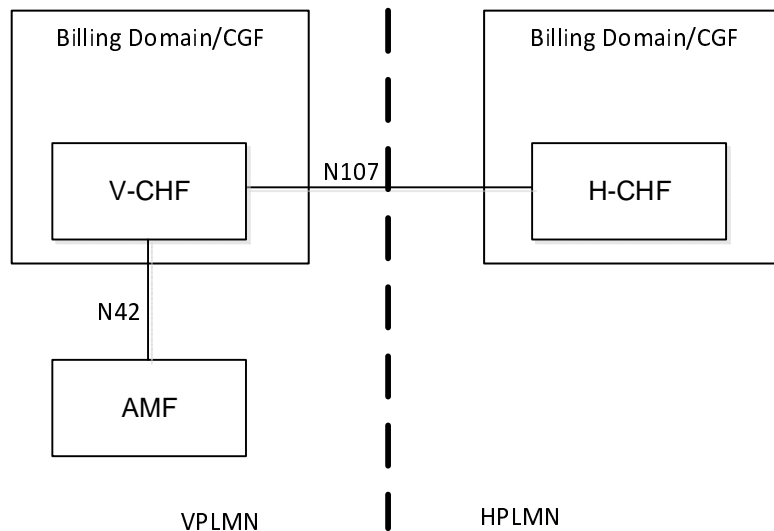 Billing Domain/CGF
Billing Domain/CGF
V-CHF
N107
H-CHF
N42
AMF
VPLMN
HPLMN